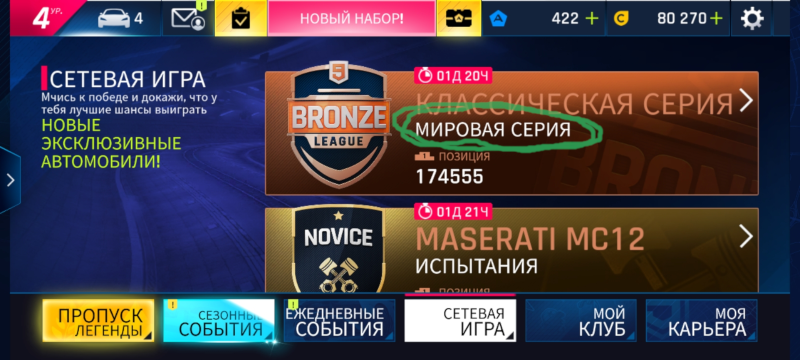 4 УР.
4
!
НОВЫЙ НАБОР!
422 +
80 270 +
СЕТЕВАЯ ИГРА
Мчись к победе и докажи, что у
тебя лучшие шансы выиграть
НОВЫЕ
ЭКСКЛЮЗИВНЫЕ
АВТОМОБИЛИ!
9
BRONZE
LEAGUE
01Д 20Ч
КЛАССИЧЕСКАЯ СЕРИЯ
МИРОВАЯ СЕРИЯ
ПОЗИЦИЯ
174555
NOVICE
01Д 21Ч
MASERATI MC12
ИСПЫТАНИЯ
ПОЗИЦИЯ
ПРОПУСК
ЛЕГЕНДЫ
!
СЕЗОННЫ
СОБЫТИЯ
!
ЕЖЕДНЕВНЫЕ
СОБЫТИЯ
СЕТЕВАЯ
ИГРА
МОЙ
КЛУБ
МОЯ
КАРЬЕРА